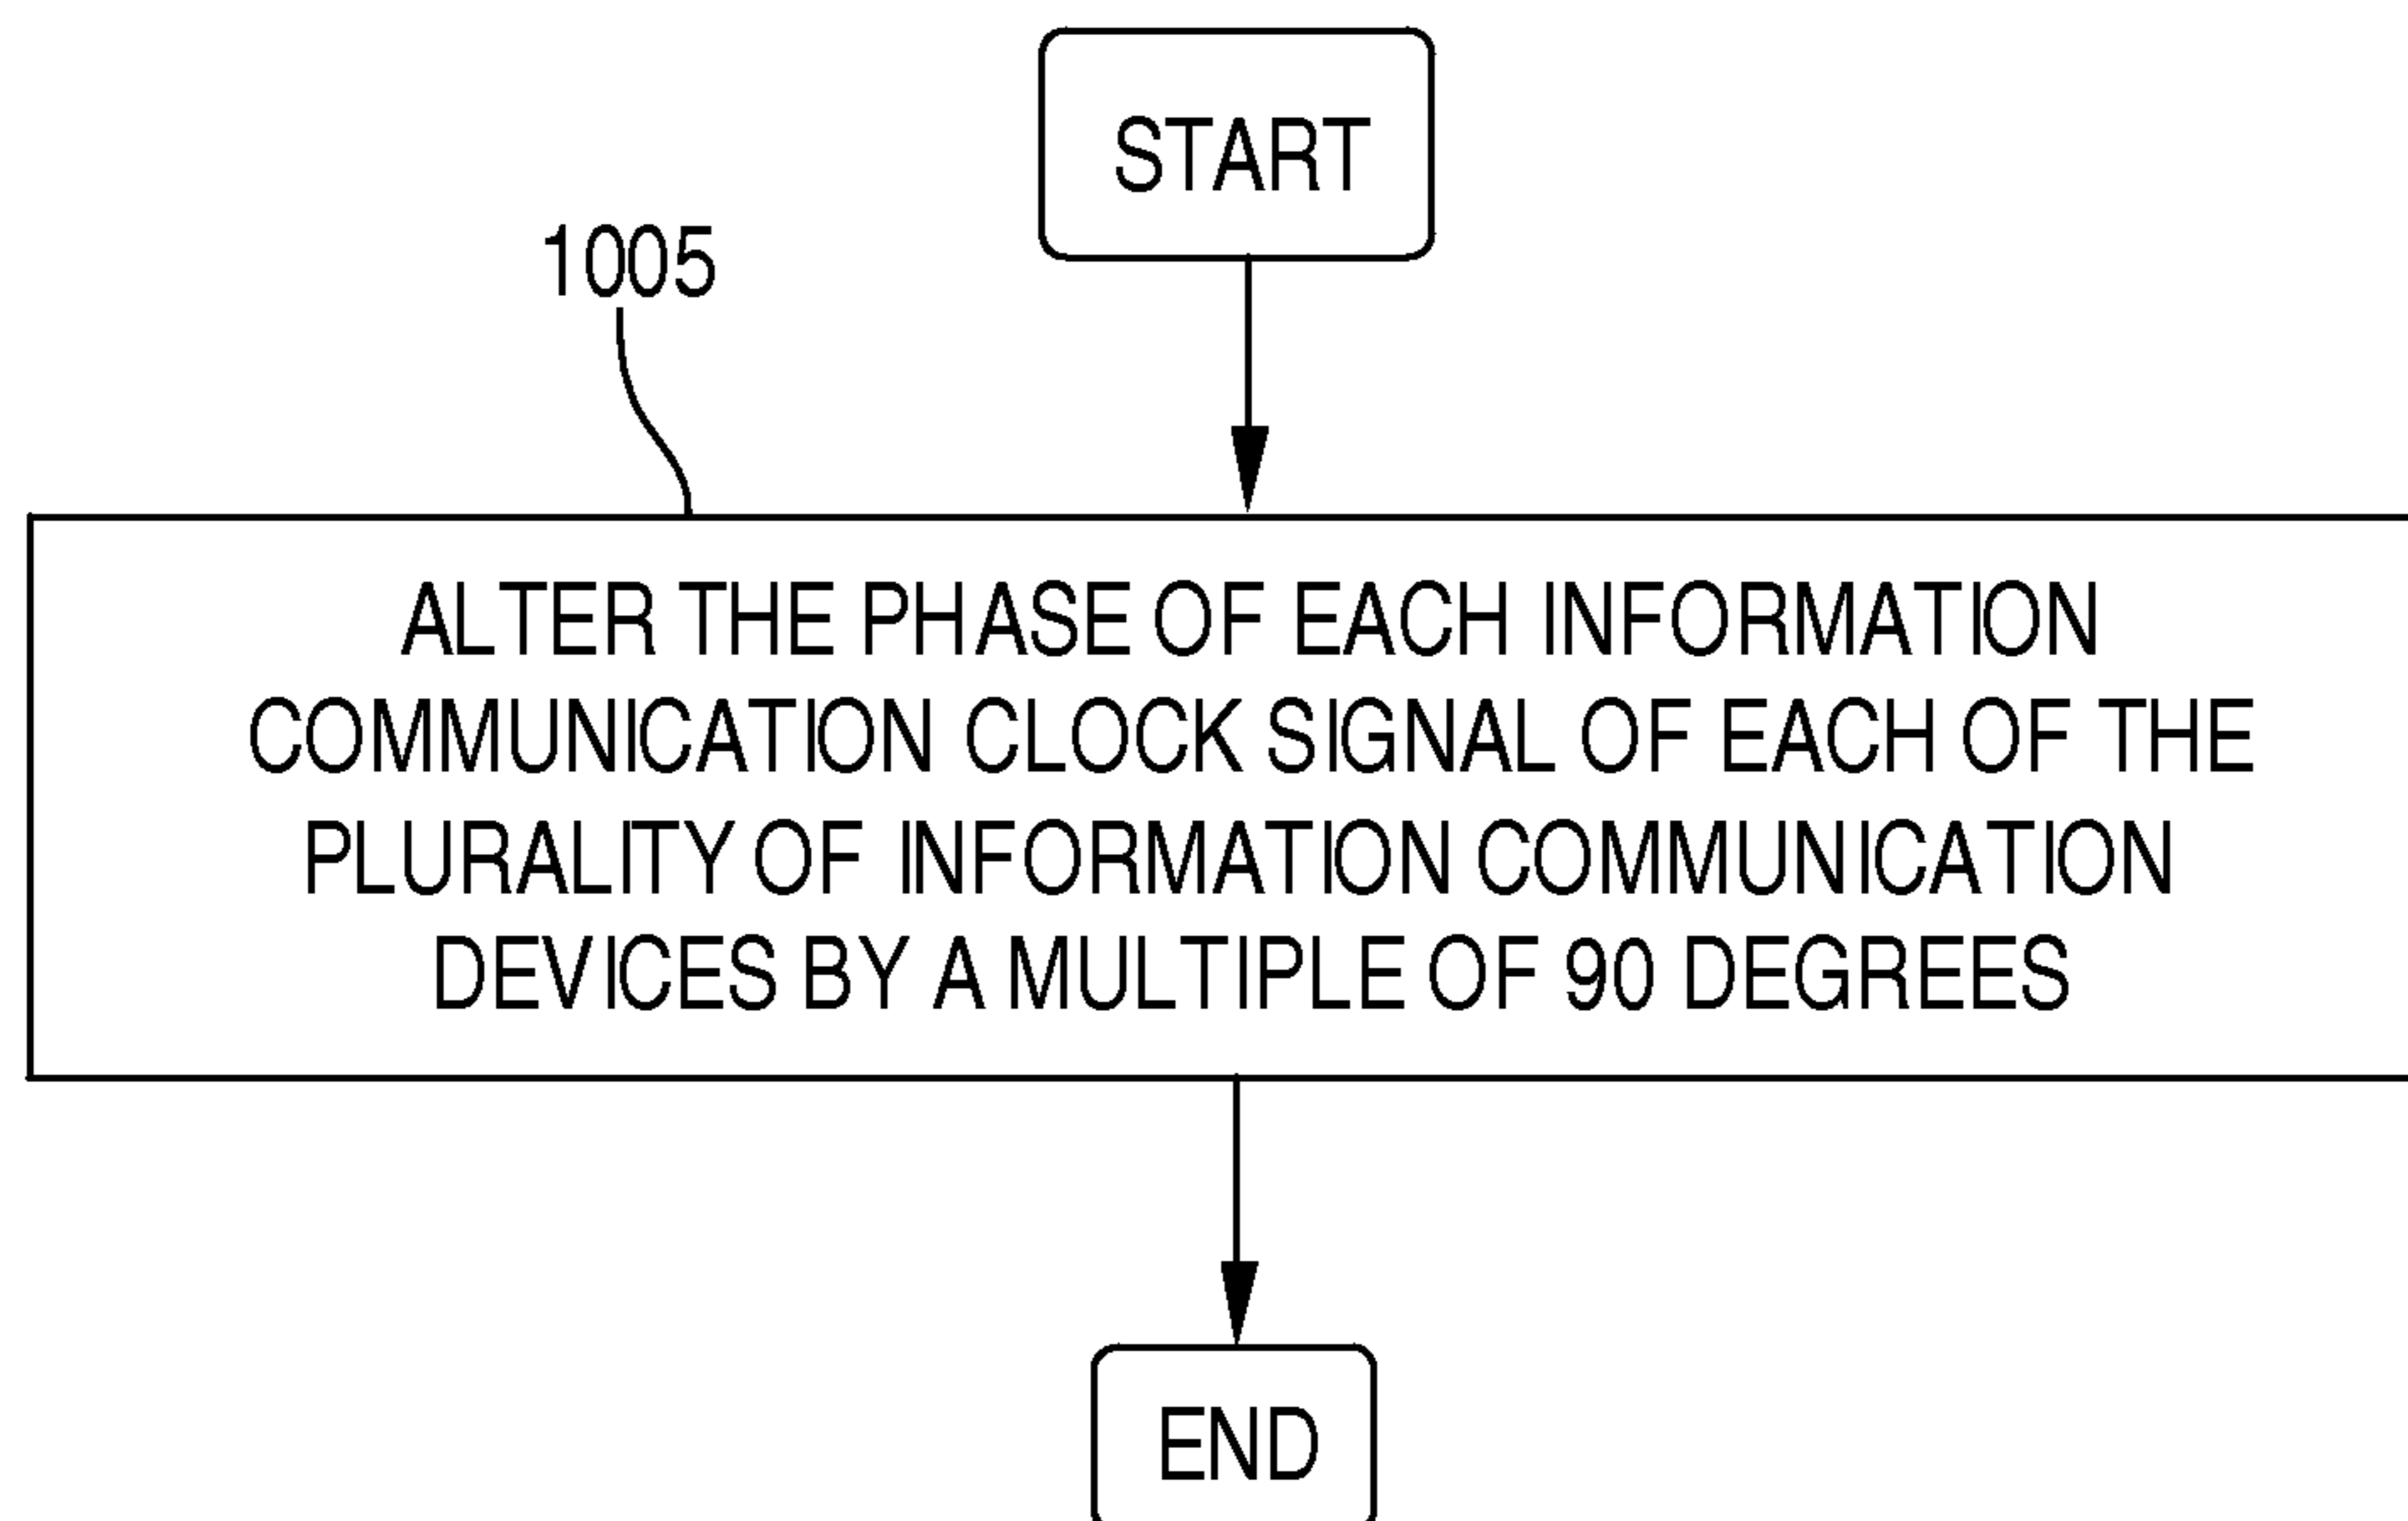 START
1005
ALTER THE PHASE OF EACH INFORMATION
COMMUNICATION CLOCK SIGNAL OF EACH OF THE
PLURALITY OF INFORMATION COMMUNICATION
DEVICES BY A MULTIPLE OF 90 DEGREES
END